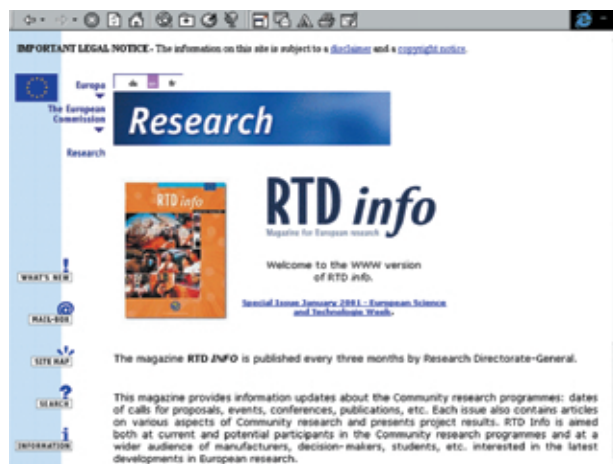 IMPORTANT LEGAL NOTICE - The information on this site is subject to a disclaimer and a copyright notice.
Europa
de en fr
The European
Commission
Research
Research
RTD info
RTD info
Magazine for European research
Welcome to the WWW version
of RTD info.
Special Issue January 2001 - European Science
and Technologie Week.
WHAT'S NEW
MAIL-BOX
SITE MAP
SEARCH
INFORMATION
The magazine RTD INFO is published every three months by Research Directorate-General.
This magazine provides information updates about the Community research programmes: dates
of calls for proposals, events, conferences, publications, etc. Each issue also contains articles
on various aspects of Community research and presents project results. RTD Info is aimed
both at current and potential participants in the Community research programmes and at a
wider audience of manufacturers, decision-makers, students, etc. interested in the latest
developments in European research.